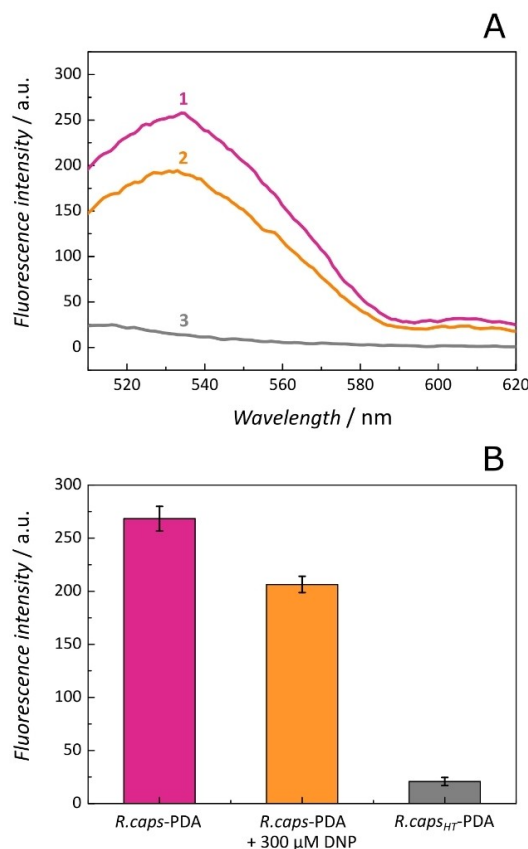 A
Fluorescence intensity / a.u.
300
250
200
150
100
50
0
1
2
3
520 540 560 580 600 620
Wavelength / nm
B
Fluorescence intensity / a.u.
300
250
200
150
100
50
0
R.caps-PDA R.caps-PDA R.capsHT-PDA
+ 300 µM DNP